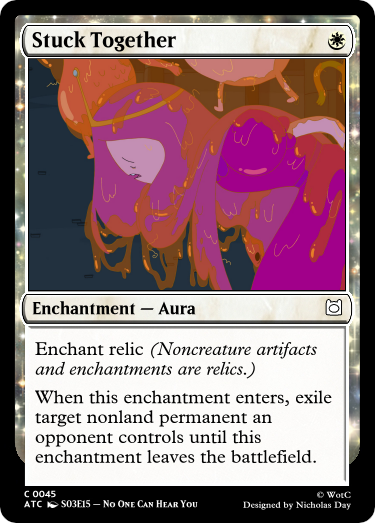 Stuck Together
Enchantment — Aura
Enchant relic (Noncreature artifacts
and enchantments are relics.)
When this enchantment enters, exile
target nonland permanent an
opponent controls until this
enchantment leaves the battlefield.
C 0045
ATC S03E15 — No One Can Hear You
© WotC
Designed by Nicholas Day